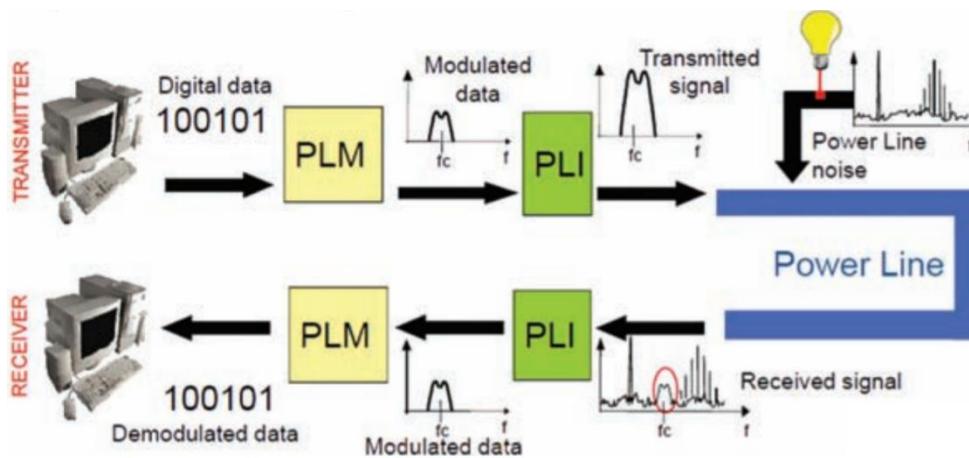 TRANSMITTER
Digital data
100101
PLM
Modulated
data
fc
f
PLI
Transmitted
signal
fc
f
Power Line
noise
f
Power Line
RECEIVER
100101
Demodulated data
PLM
fc
f
Modulated data
PLI
fc
f
Received signal